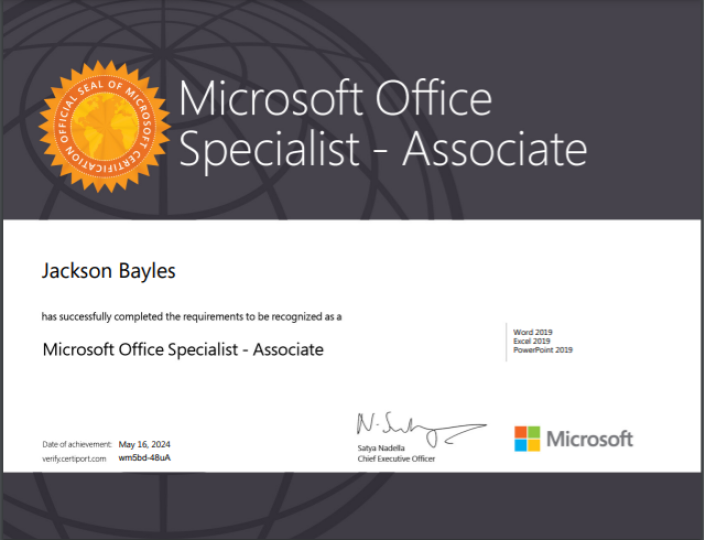 OFFICIAL SEAL OF MICROSOFT CERTIFICATION
Microsoft Office
Specialist - Associate
Jackson Bayles
has successfully completed the requirements to be recognized as a
Microsoft Office Specialist - Associate
Word 2019
Excel 2019
PowerPoint 2019
Date of achievement: May 16, 2024
verify.certiport.com wm5bd-48uA
Satya Nadella
Chief Executive Officer
Microsoft